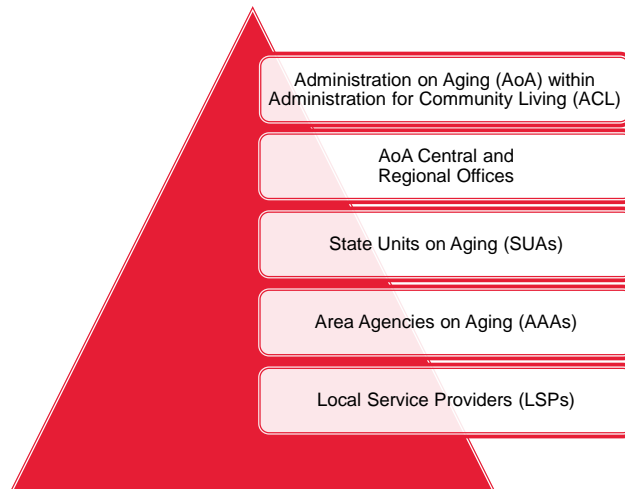 Administration on Aging (AoA) within
Administration for Community Living (ACL)
AoA Central and
Regional Offices
State Units on Aging (SUAs)
Area Agencies on Aging (AAAs)
Local Service Providers (LSPs)